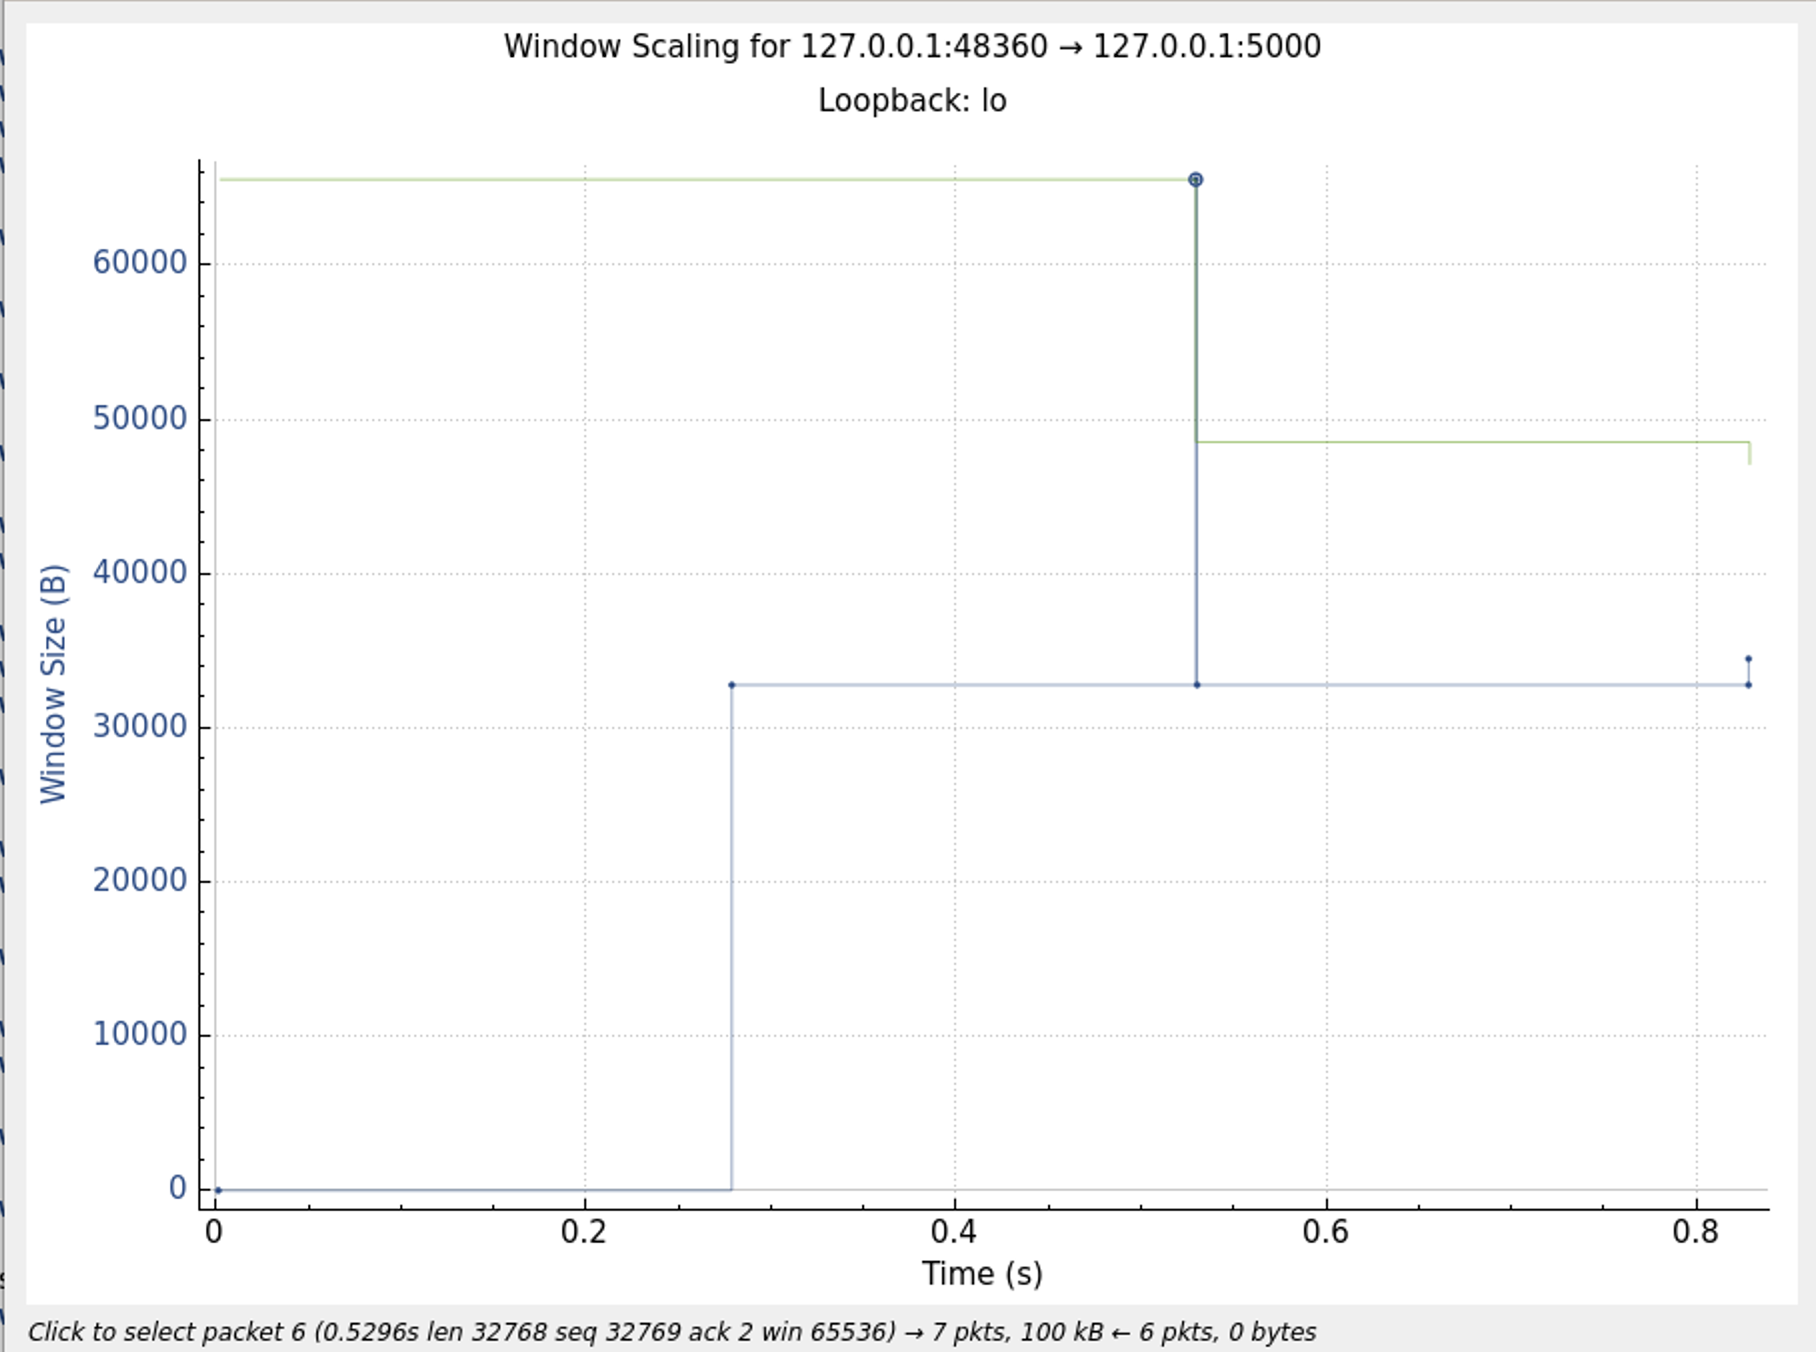 Window Scaling for 127.0.0.1:48360 → 127.0.0.1:5000
Loopback: lo
60000
50000
40000
30000
20000
10000
0
Window Size (B)
0 0.2 0.4 0.6 0.8
Time (s)
Click to select packet 6 (0.5296s len 32768 seq 32769 ack 2 win 65536) → 7 pkts, 100 kB ← 6 pkts, 0 bytes